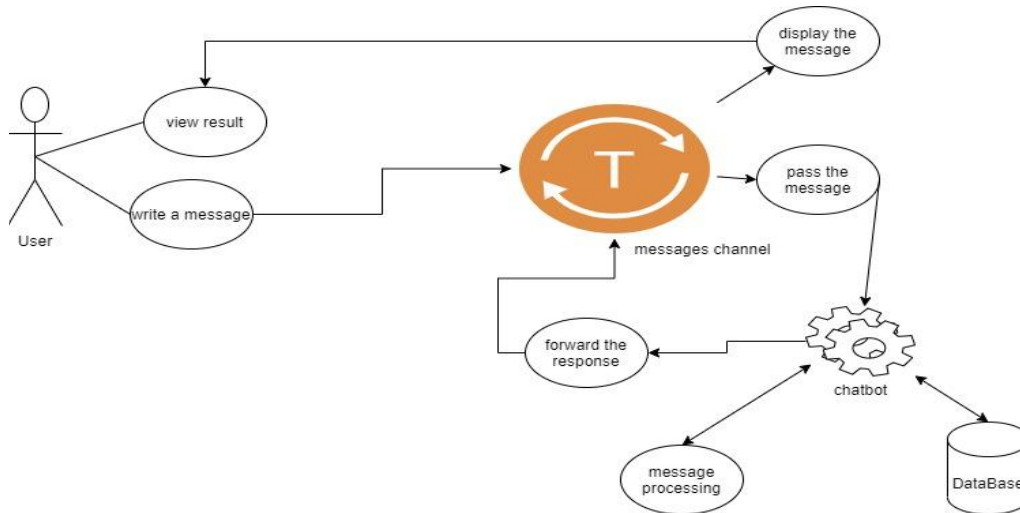 display the
message
view result
T
pass the
message
write a message
User
messages channel
forward the
response
chatbot
message
processing
DataBase